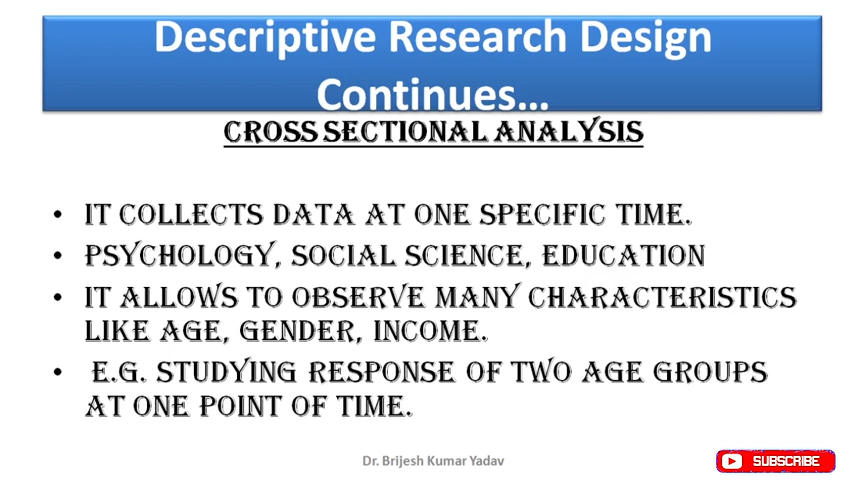 Descriptive Research Design
Continues...
CROSS SECTIONAL ANALYSIS
• IT COLLECTS DATA AT ONE SPECIFIC TIME.
• PSYCHOLOGY, SOCIAL SCIENCE, EDUCATION
• IT ALLOWS TO OBSERVE MANY CHARACTERISTICS
LIKE AGE, GENDER, INCOME.
• E.G. STUDYING RESPONSE OF TWO AGE GROUPS
AT ONE POINT OF TIME.
Dr. Brijesh Kumar Yadav
SUBSCRIBE